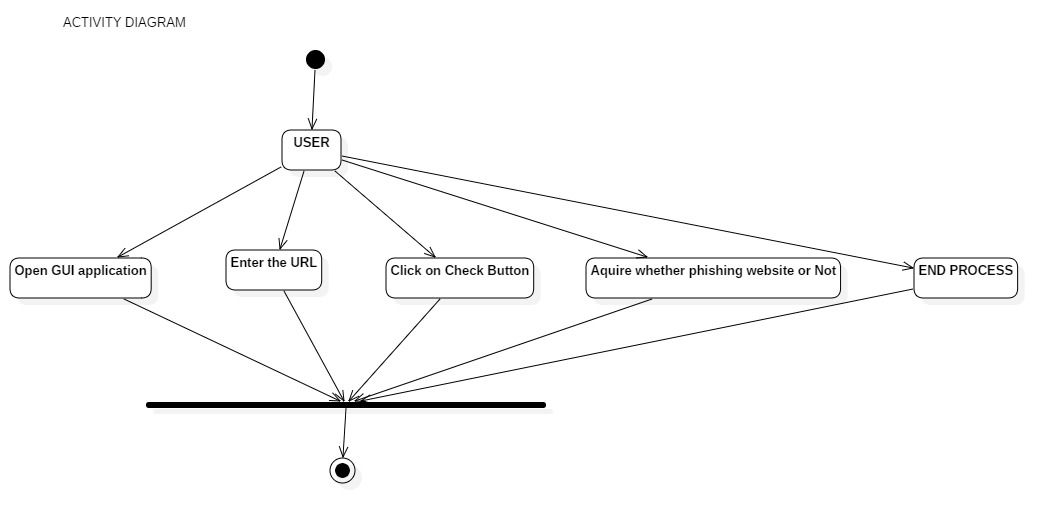 ACTIVITY DIAGRAM
USER
Open GUI application
Enter the URL
Click on Check Button
Aquire whether phishing website or Not
END PROCESS